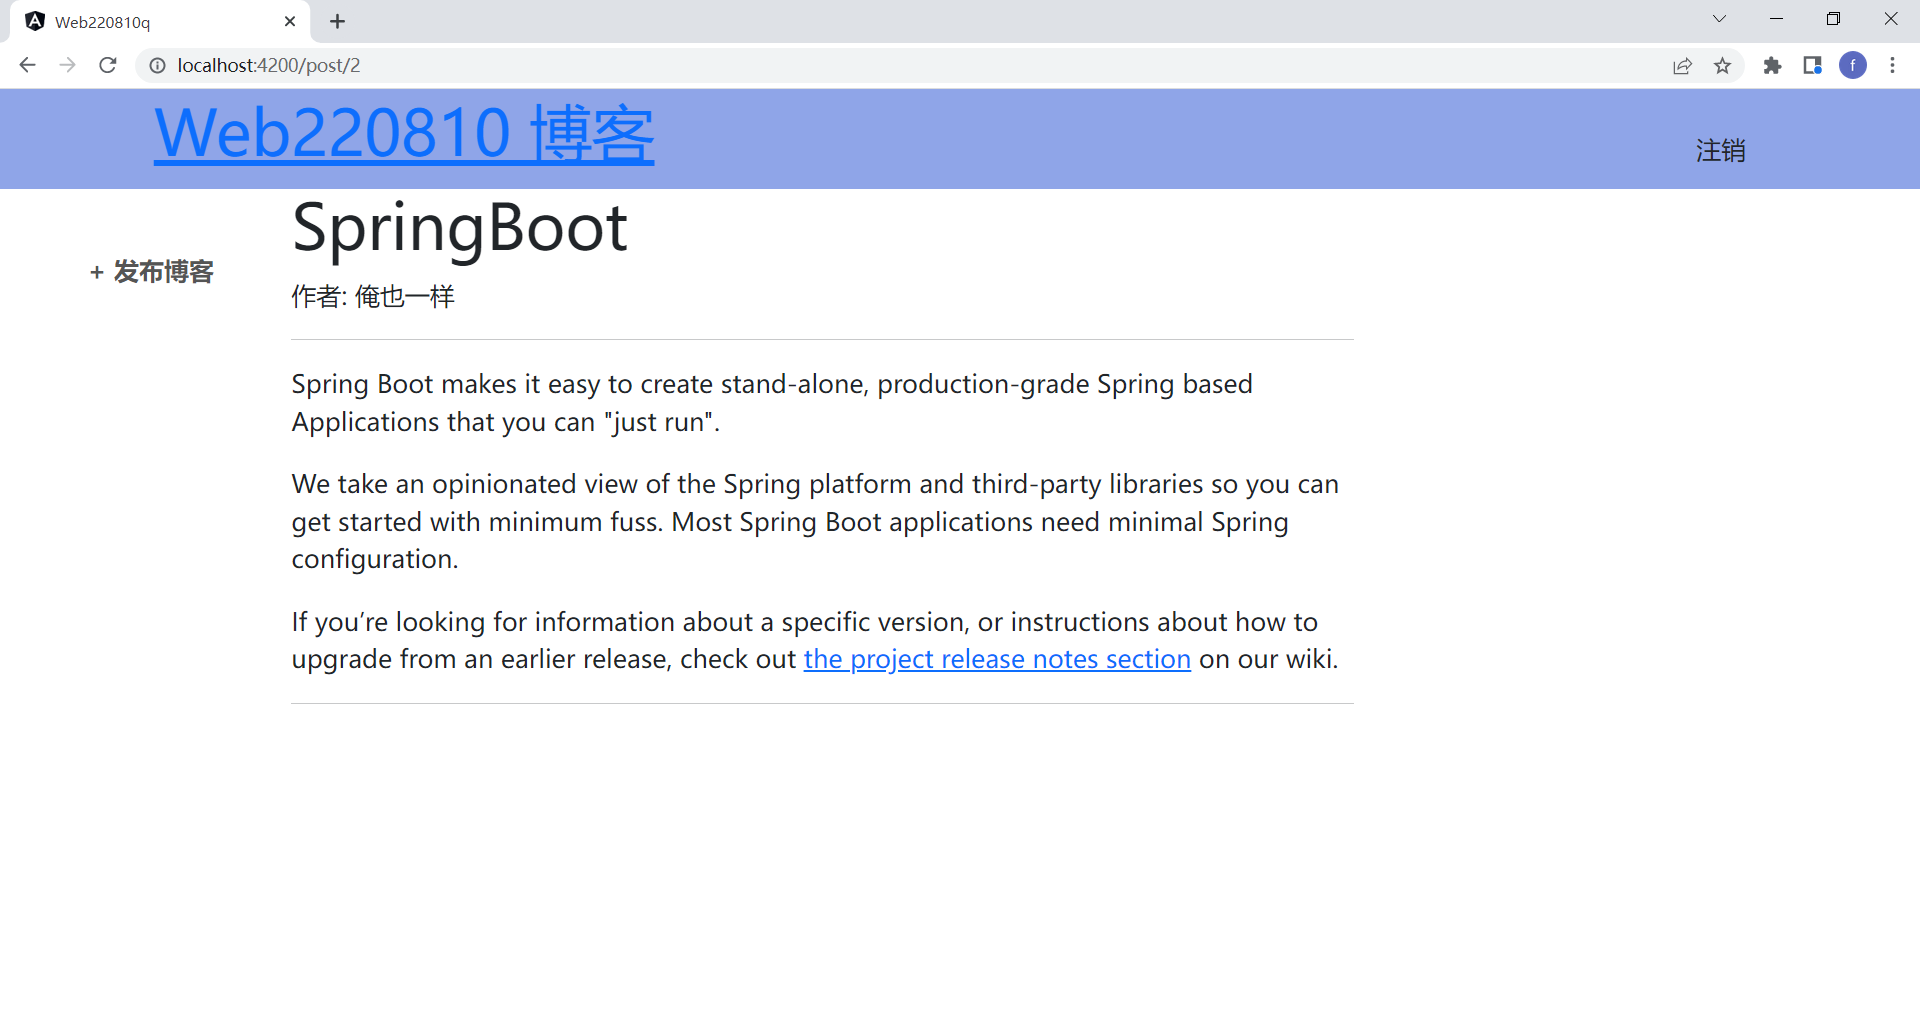 Web220810q
localhost:4200/post/2
f
Web220810 博客
注销
SpringBoot
+ 发布博客
作者: 俺也一样
Spring Boot makes it easy to create stand-alone, production-grade Spring based
Applications that you can "just run".
We take an opinionated view of the Spring platform and third-party libraries so you can
get started with minimum fuss. Most Spring Boot applications need minimal Spring
configuration.
If you’re looking for information about a specific version, or instructions about how to
upgrade from an earlier release, check out the project release notes section on our wiki.